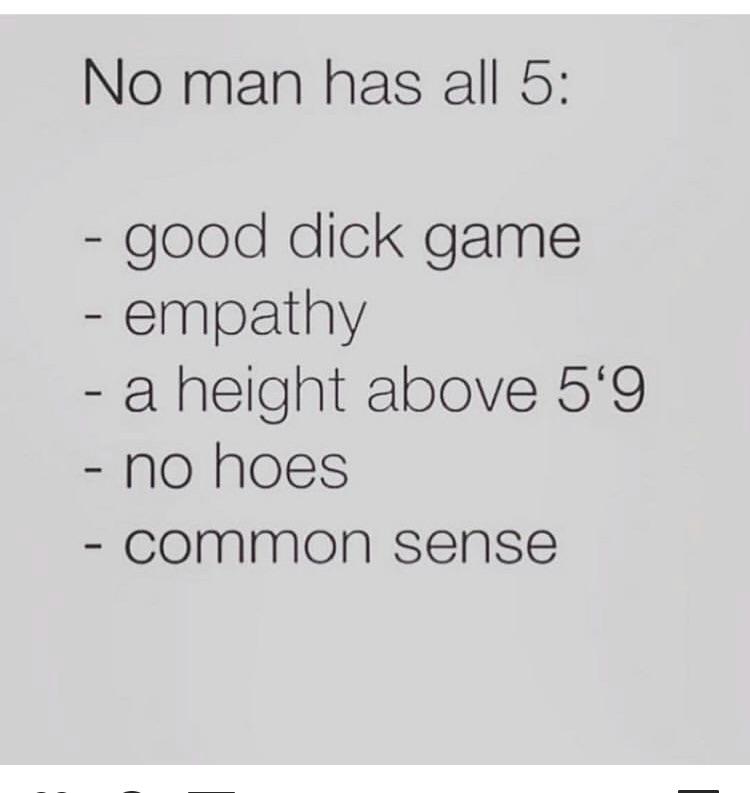 No man has all 5:
- good dick game
- empathy
- a height above 5‘9
- no hoes
- common sense